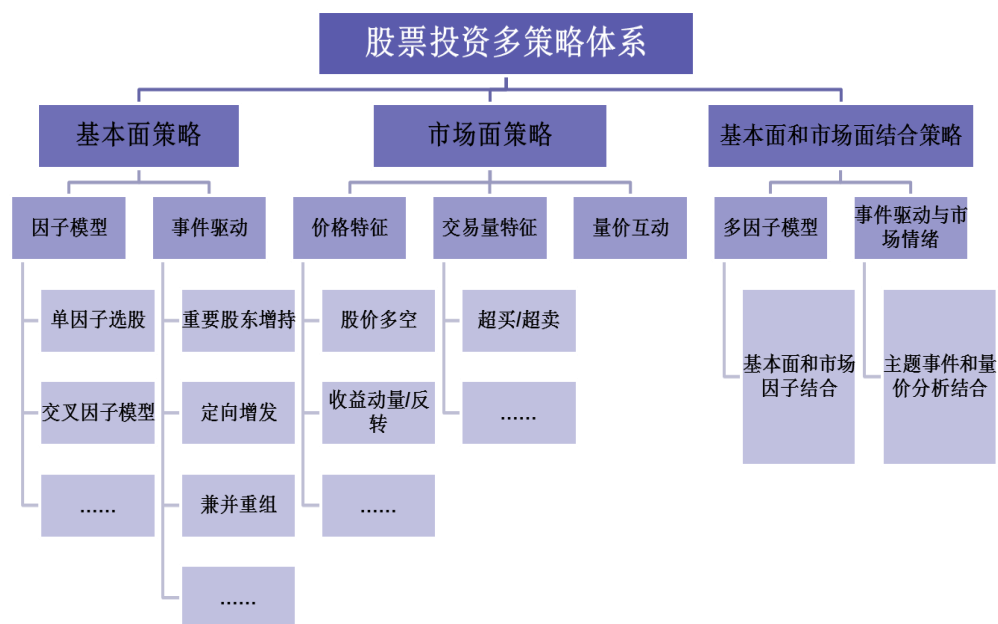 股票投资多策略体系
基本面策略
市场面策略
基本面和市场面结合策略
因子模型
事件驱动
价格特征
交易量特征
量价互动
多因子模型
事件驱动与市
场情绪
单因子选股
重要股东增持
股价多空
超买/超卖
基本面和市场
因子结合
主题事件和量
价分析结合
交叉因子模型
定向增发
收益动量/反
转
……
……
兼并重组
……
……